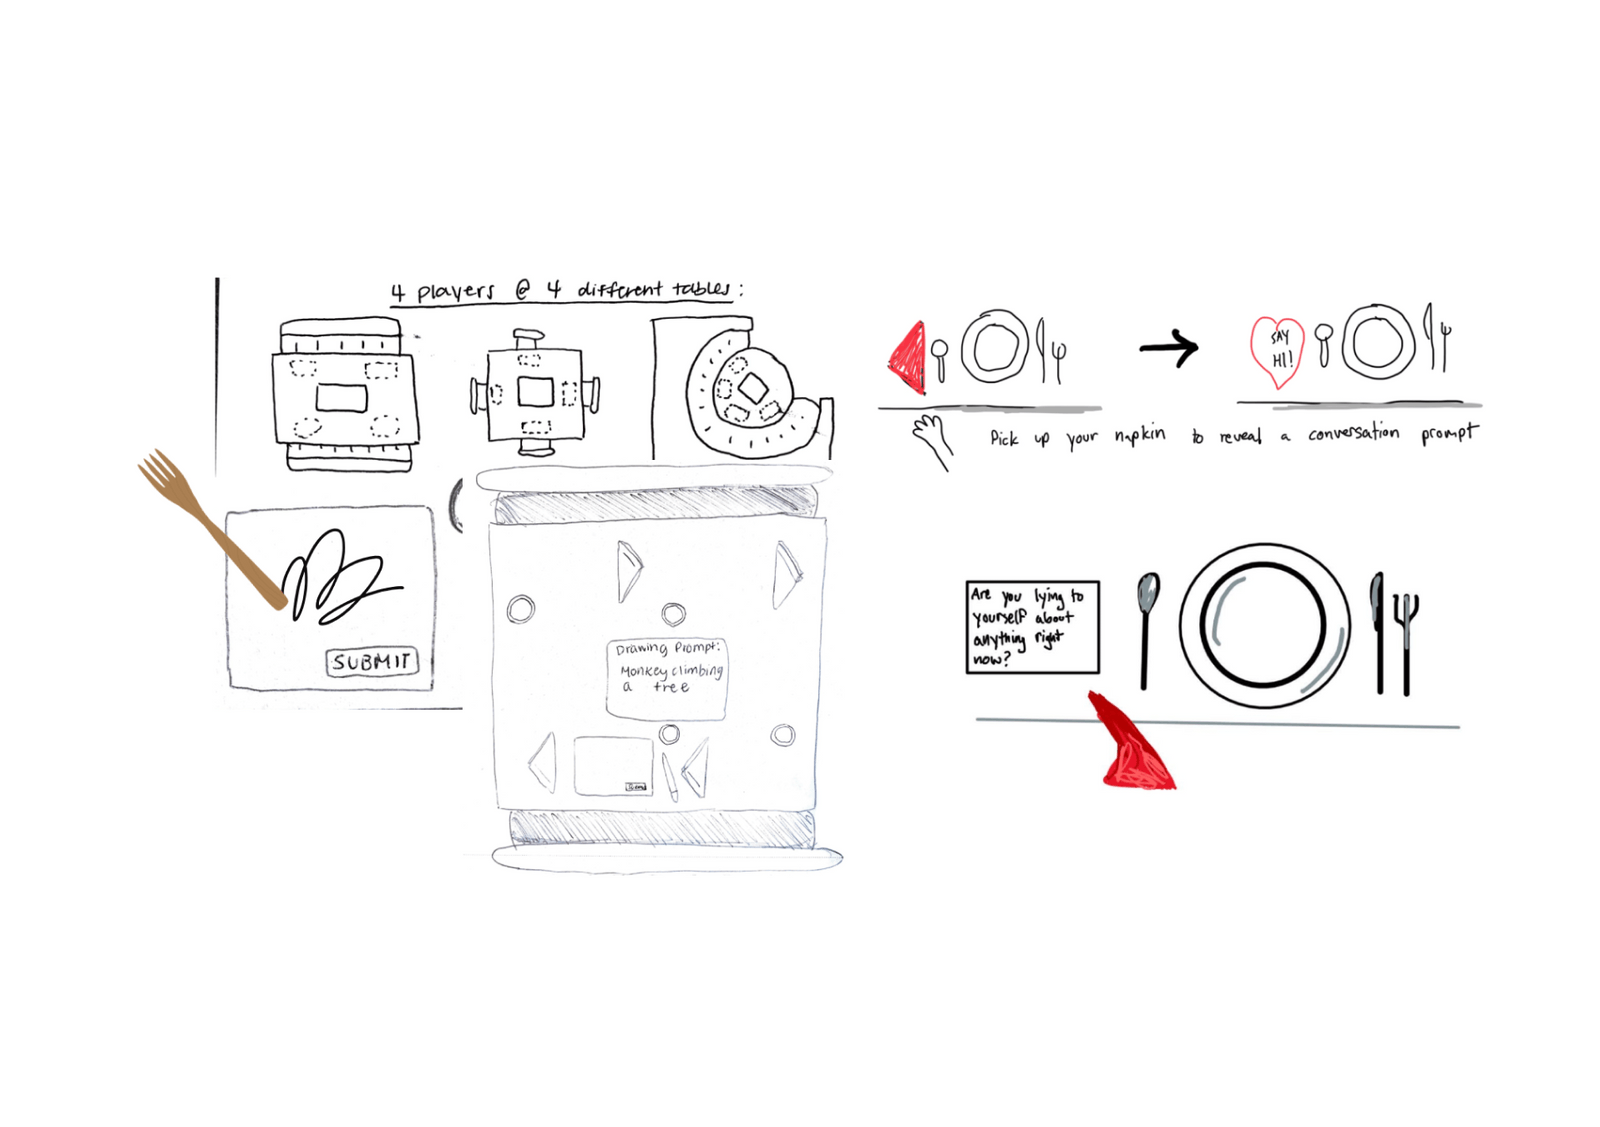 4 players @ 4 different tables:
SAY
HI!
Pick up your napkin to reveal a conversation prompt
SUBMIT
Drawing Prompt:
Monkey climbing
a tree
Are you lying to
yourself about
anything right
now?